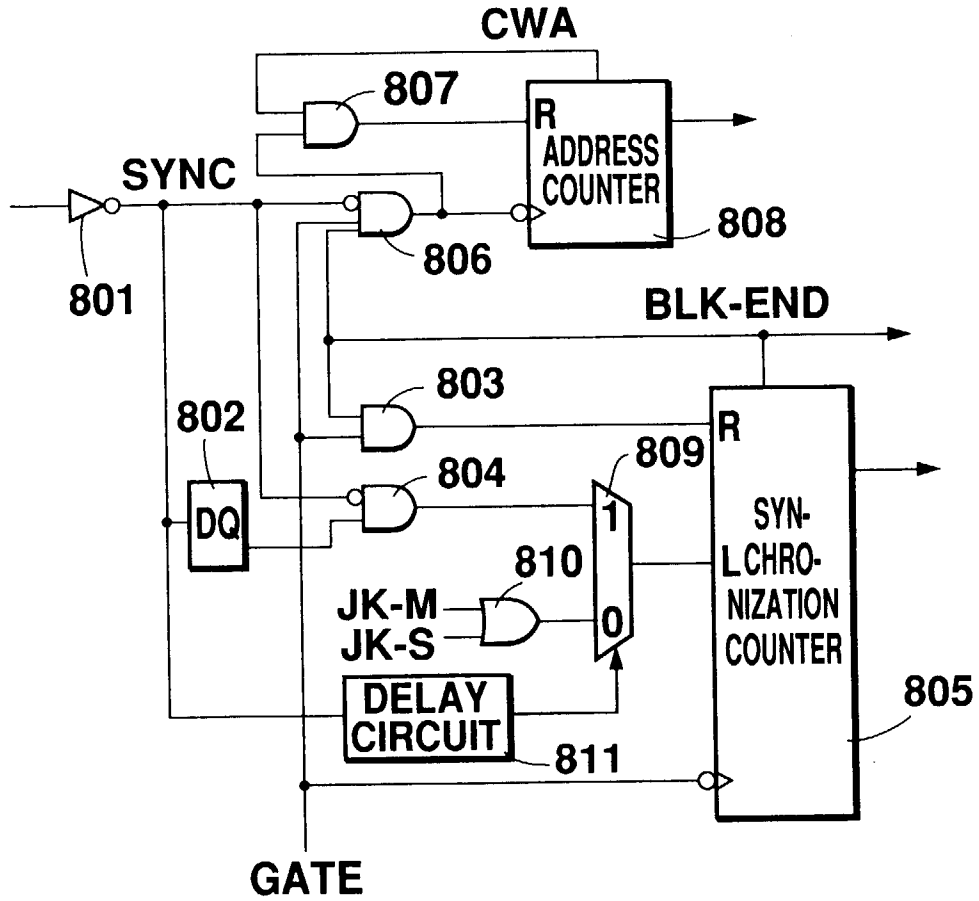 CWA
807
R
ADDRESS
COUNTER
808
SYNC
801
806
BLK-END
803
R
802
DQ
804
809
1
SYN-
L CHRO-
NIZATION
COUNTER
810
JK-M
JK-S
0
805
DELAY
CIRCUIT
811
GATE